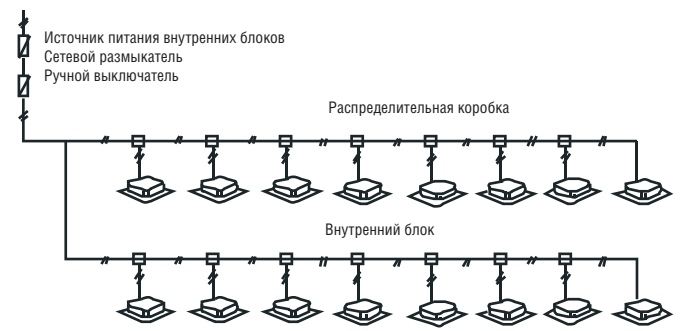 Источник питания внутренних блоков
Сетевой размыкатель
Ручной выключатель
Распределительная коробка
Внутренний блок